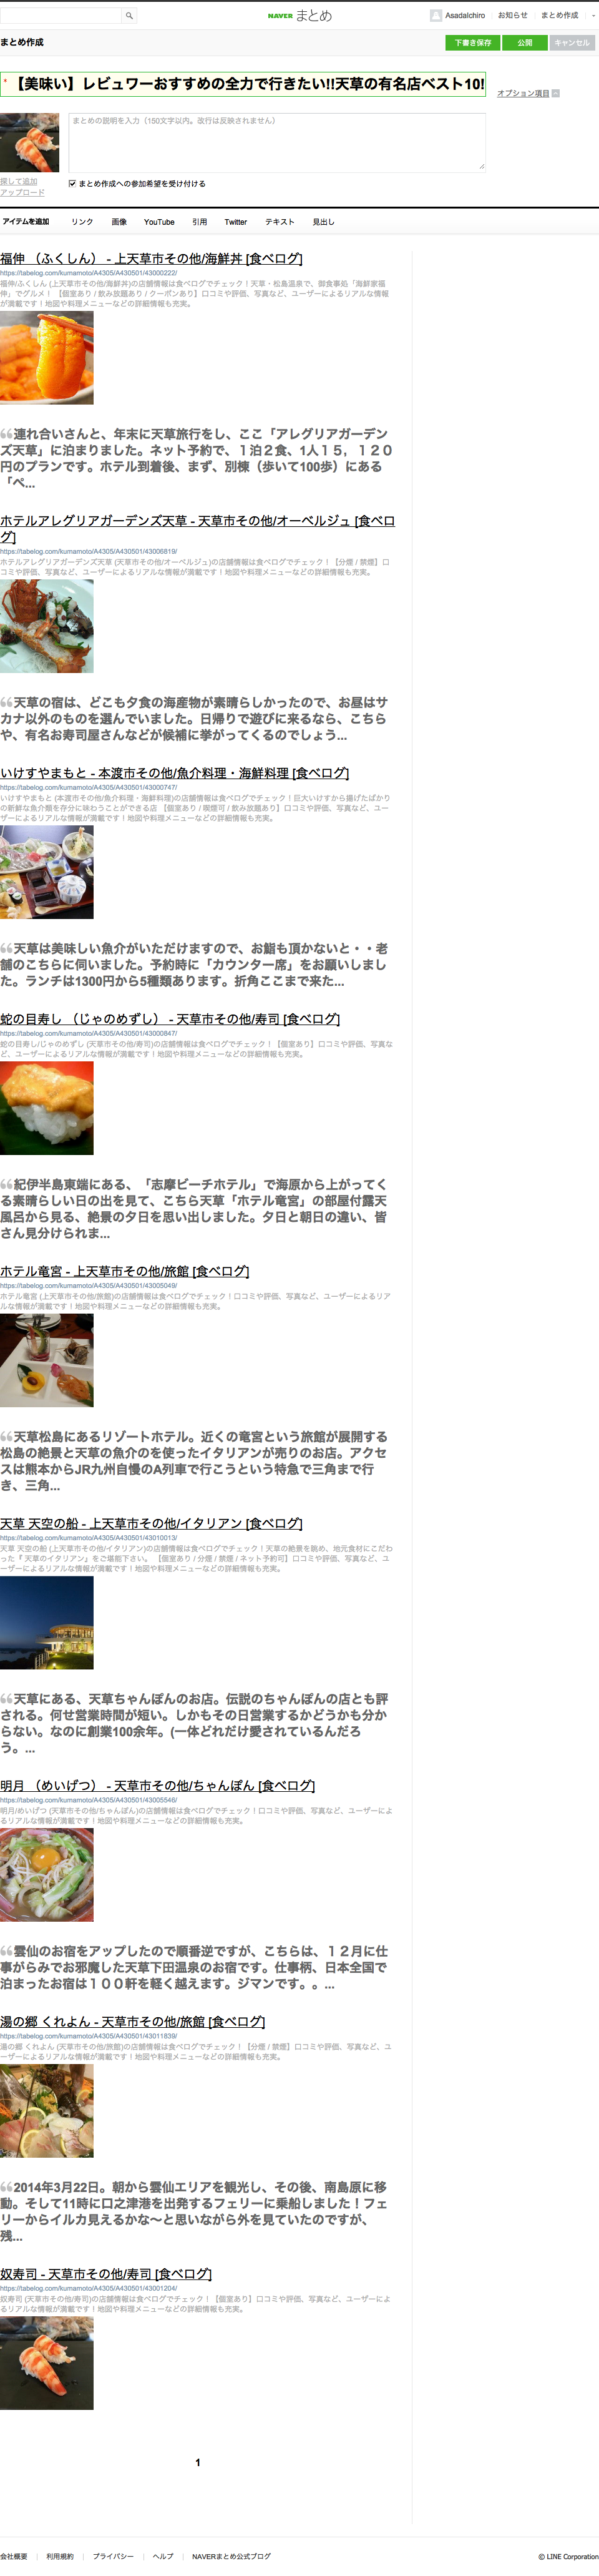 NAVER まとめ
AsadaIchiro お知らせ まとめ作成
まとめ作成
下書き保存 公開 キャンセル
* 【美味い】レビュワーおすすめの全力で行きたい!!天草の有名店ベスト10!
オプション項目
まとめの説明を入力（150文字以内。改行は反映されません）
探して追加
アップロード
まとめ作成への参加希望を受け付ける
アイテムを追加 リンク 画像 YouTube 引用 Twitter テキスト 見出し
福伸 （ふくしん） - 上天草市その他/海鮮丼 [食べログ]
https://tabelog.com/kumamoto/A4305/A430501/43000222/
福伸/ふくしん (上天草市その他/海鮮丼)の店舗情報は食べログでチェック！天草・松島温泉で、御食事処「海鮮家福
伸」でグルメ！ 【個室あり / 飲み放題あり / クーポンあり】口コミや評価、写真など、ユーザーによるリアルな情報
が満載です！地図や料理メニューなどの詳細情報も充実。
“連れ合いさんと、年末に天草旅行をし、ここ「アレグリアガーデン
ズ天草」に泊まりました。ネット予約で、１泊２食、1人１５，１２０
円のプランです。ホテル到着後、まず、別棟（歩いて100歩）にある
「ペ...
ホテルアレグリアガーデンズ天草 - 天草市その他/オーベルジュ [食べロ
グ]
https://tabelog.com/kumamoto/A4305/A430501/43006819/
ホテルアレグリアガーデンズ天草 (天草市その他/オーベルジュ)の店舗情報は食べログでチェック！【分煙 / 禁煙】口
コミや評価、写真など、ユーザーによるリアルな情報が満載です！地図や料理メニューなどの詳細情報も充実。
“天草の宿は、どこも夕食の海産物が素晴らしかったので、お昼はサ
カナ以外のものを選んでいました。日帰りで遊びに来るなら、こちら
や、有名お寿司屋さんなどが候補に挙がってくるのでしょう...
いけすやまもと - 本渡市その他/魚介料理・海鮮料理 [食べログ]
https://tabelog.com/kumamoto/A4305/A430501/43000747/
いけすやまもと (本渡市その他/魚介料理・海鮮料理)の店舗情報は食べログでチェック！巨大いけすから揚げたばかり
の新鮮な魚介類を存分に味わうことができる店 【個室あり / 喫煙可 / 飲み放題あり】口コミや評価、写真など、ユー
ザーによるリアルな情報が満載です！地図や料理メニューなどの詳細情報も充実。
“天草は美味しい魚介がいただけますので、お鮨も頂かないと・・老
舗のこちらに伺いました。予約時に「カウンター席」をお願いしまし
た。ランチは1300円から5種類あります。折角ここまで来た...
蛇の目寿し （じゃのめずし） - 天草市その他/寿司 [食べログ]
https://tabelog.com/kumamoto/A4305/A430501/43000847/
蛇の目寿し/じゃのめずし (天草市その他/寿司)の店舗情報は食べログでチェック！【個室あり】口コミや評価、写真な
ど、ユーザーによるリアルな情報が満載です！地図や料理メニューなどの詳細情報も充実。
“紀伊半島東端にある、「志摩ビーチホテル」で海原から上がってく
る素晴らしい日の出を見て、こちら天草「ホテル竜宮」の部屋付露天
風呂から見る、絶景の夕日を思い出しました。夕日と朝日の違い、皆
さん見分けられま...
ホテル竜宮 - 上天草市その他/旅館 [食べログ]
https://tabelog.com/kumamoto/A4305/A430501/43005049/
ホテル竜宮 (上天草市その他/旅館)の店舗情報は食べログでチェック！口コミや評価、写真など、ユーザーによるリア
ルな情報が満載です！地図や料理メニューなどの詳細情報も充実。
“天草松島にあるリゾートホテル。近くの竜宮という旅館が展開する
松島の絶景と天草の魚介のを使ったイタリアンが売りのお店。アクセ
スは熊本からJR九州自慢のA列車で行こうという特急で三角まで行
き、三角...
天草 天空の船 - 上天草市その他/イタリアン [食べログ]
https://tabelog.com/kumamoto/A4305/A430501/43010013/
天草 天空の船 (上天草市その他/イタリアン)の店舗情報は食べログでチェック！天草の絶景を眺め、地元食材にこだわ
った『 天草のイタリアン』をご堪能下さい。 【個室あり / 分煙 / 禁煙 / ネット予約可】口コミや評価、写真など、ユ
ーザーによるリアルな情報が満載です！地図や料理メニューなどの詳細情報も充実。
“天草にある、天草ちゃんぽんのお店。伝説のちゃんぽんの店とも評
される。何せ営業時間が短い。しかもその日営業するかどうかも分か
らない。なのに創業100余年。(一体どれだけ愛されているんだろ
う。...
明月 （めいげつ） - 天草市その他/ちゃんぽん [食べログ]
https://tabelog.com/kumamoto/A4305/A430501/43005546/
明月/めいげつ (天草市その他/ちゃんぽん)の店舗情報は食べログでチェック！口コミや評価、写真など、ユーザーによ
るリアルな情報が満載です！地図や料理メニューなどの詳細情報も充実。
“雲仙のお宿をアップしたので順番逆ですが、こちらは、１２月に仕
事がらみでお邪魔した天草下田温泉のお宿です。仕事柄、日本全国で
泊まったお宿は１００軒を軽く越えます。ジマンです。。...
湯の郷 くれよん - 天草市その他/旅館 [食べログ]
https://tabelog.com/kumamoto/A4305/A430501/43011839/
湯の郷 くれよん (天草市その他/旅館)の店舗情報は食べログでチェック！【分煙 / 禁煙】口コミや評価、写真など、ユ
ーザーによるリアルな情報が満載です！地図や料理メニューなどの詳細情報も充実。
“2014年3月22日。朝から雲仙エリアを観光し、その後、南島原に移
動。そして11時に口之津港を出発するフェリーに乗船しました！フェ
リーからイルカ見えるかな〜と思いながら外を見ていたのですが、
残...
奴寿司 - 天草市その他/寿司 [食べログ]
https://tabelog.com/kumamoto/A4305/A430501/43001204/
奴寿司 (天草市その他/寿司)の店舗情報は食べログでチェック！【個室あり】口コミや評価、写真など、ユーザーによ
るリアルな情報が満載です！地図や料理メニューなどの詳細情報も充実。
1
会社概要 利用規約 プライバシー ヘルプ NAVERまとめ公式ブログ
© LINE Corporation